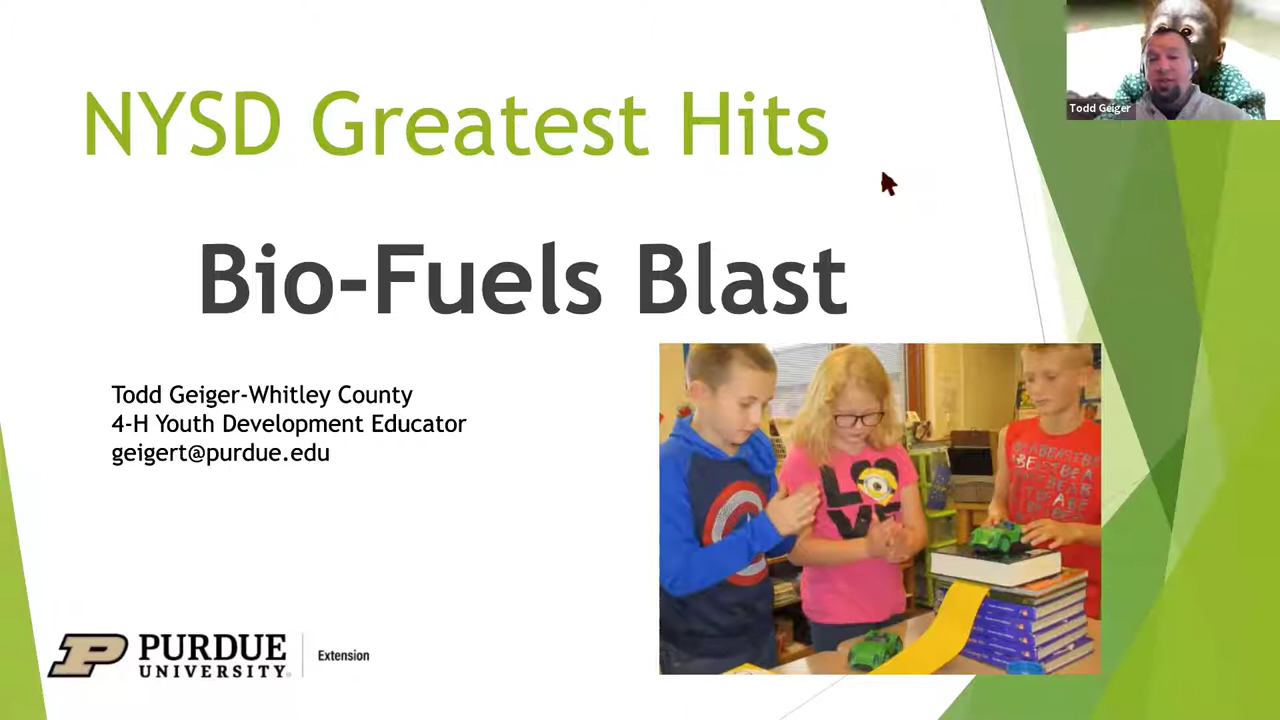 NYSD Greatest Hits
Todd Geiger
Bio-Fuels Blast
Todd Geiger-Whitley County
4-H Youth Development Educator
geigert@purdue.edu
LOVE
PURDUE
UNIVERSITY
Extension